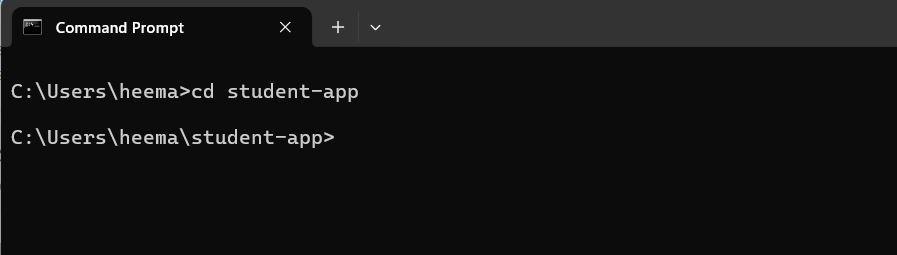 Command Prompt
C:\Users\heema>cd student-app
C:\Users\heema\student-app>